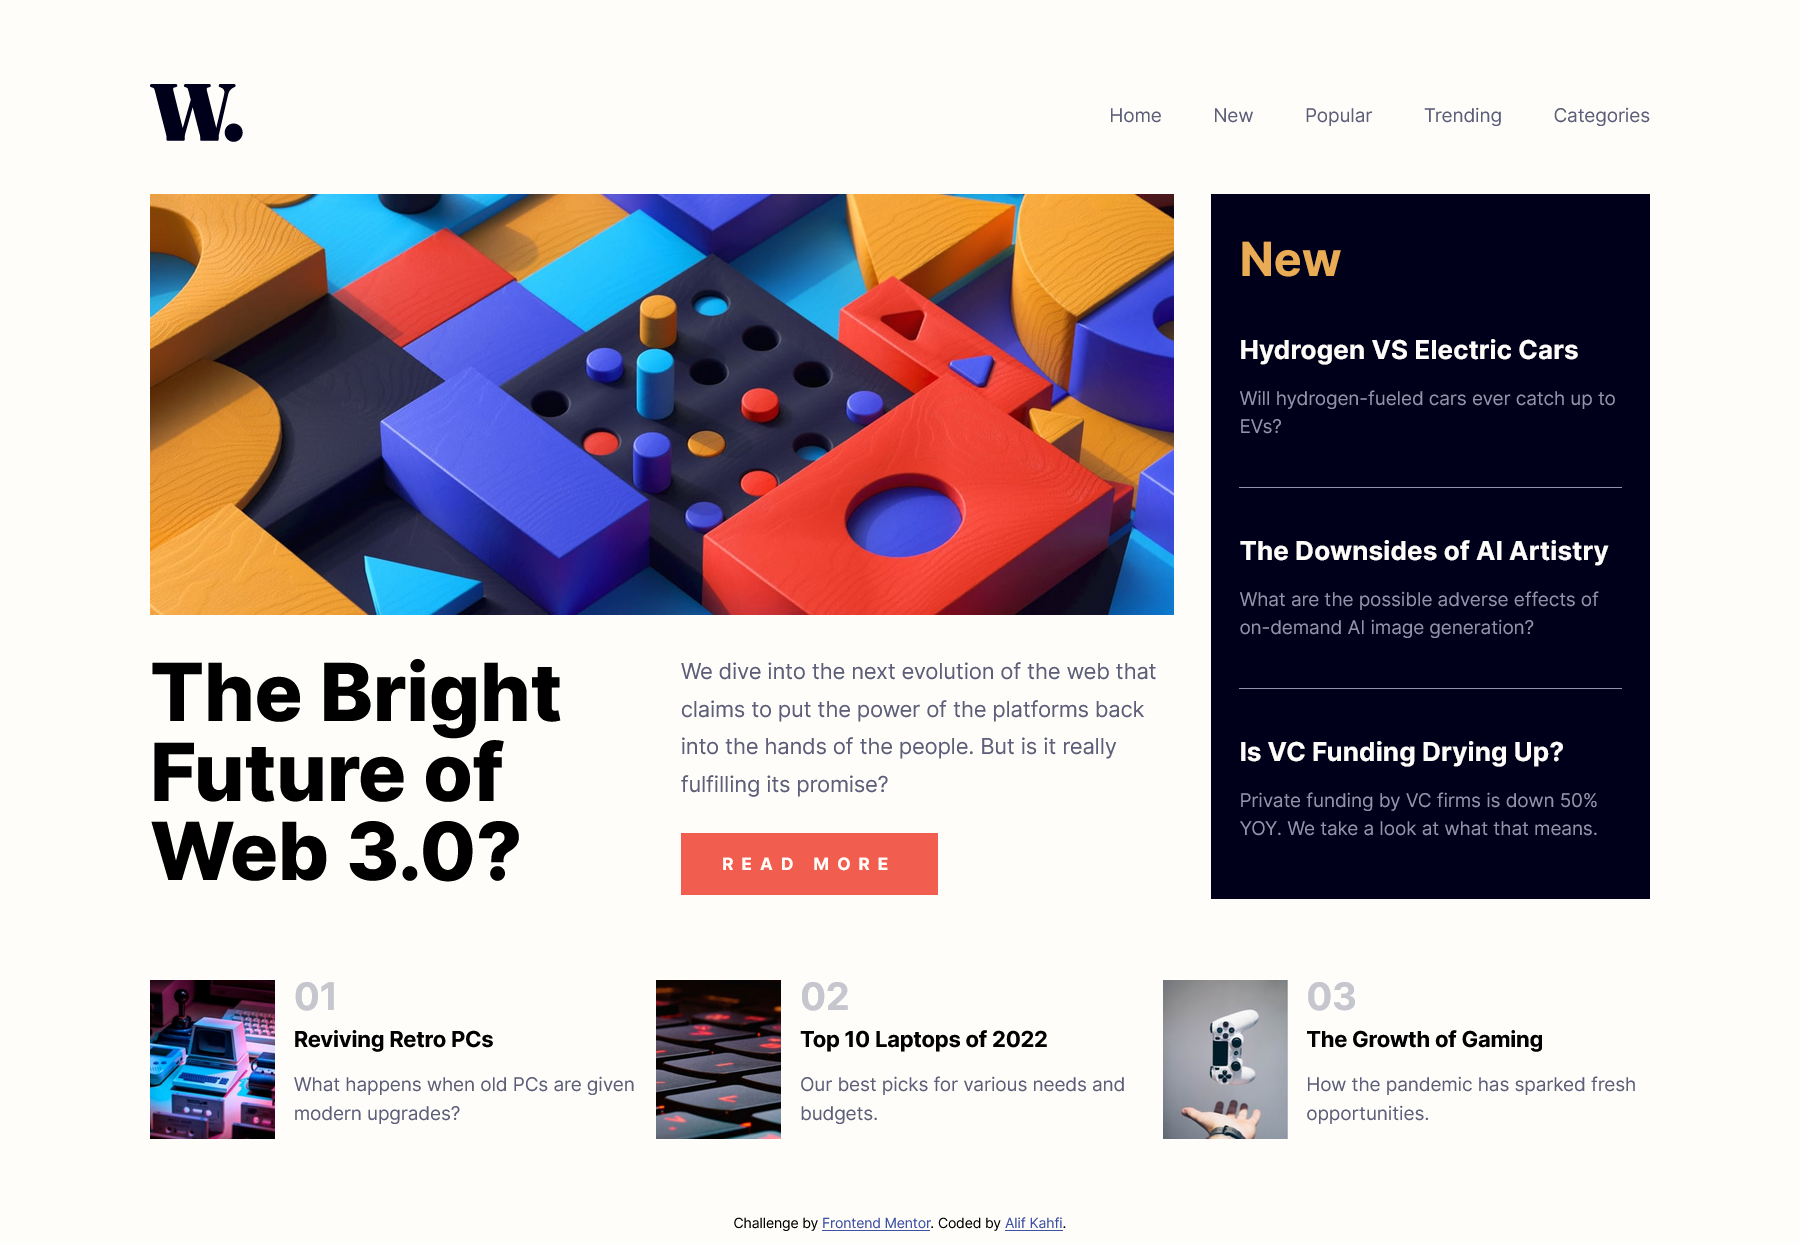 W.
Home
New
Popular
Trending
Categories
New
Hydrogen VS Electric Cars
Will hydrogen-fueled cars ever catch up to
EVs?
The Downsides of AI Artistry
What are the possible adverse effects of
on-demand AI image generation?
Is VC Funding Drying Up?
Private funding by VC firms is down 50%
YOY. We take a look at what that means.
The Bright
Future of
Web 3.0?
We dive into the next evolution of the web that
claims to put the power of the platforms back
into the hands of the people. But is it really
fulfilling its promise?
READ MORE
01
Reviving Retro PCs
What happens when old PCs are given
modern upgrades?
02
Top 10 Laptops of 2022
Our best picks for various needs and
budgets.
03
The Growth of Gaming
How the pandemic has sparked fresh
opportunities.
Challenge by Frontend Mentor. Coded by Alif Kahfi.